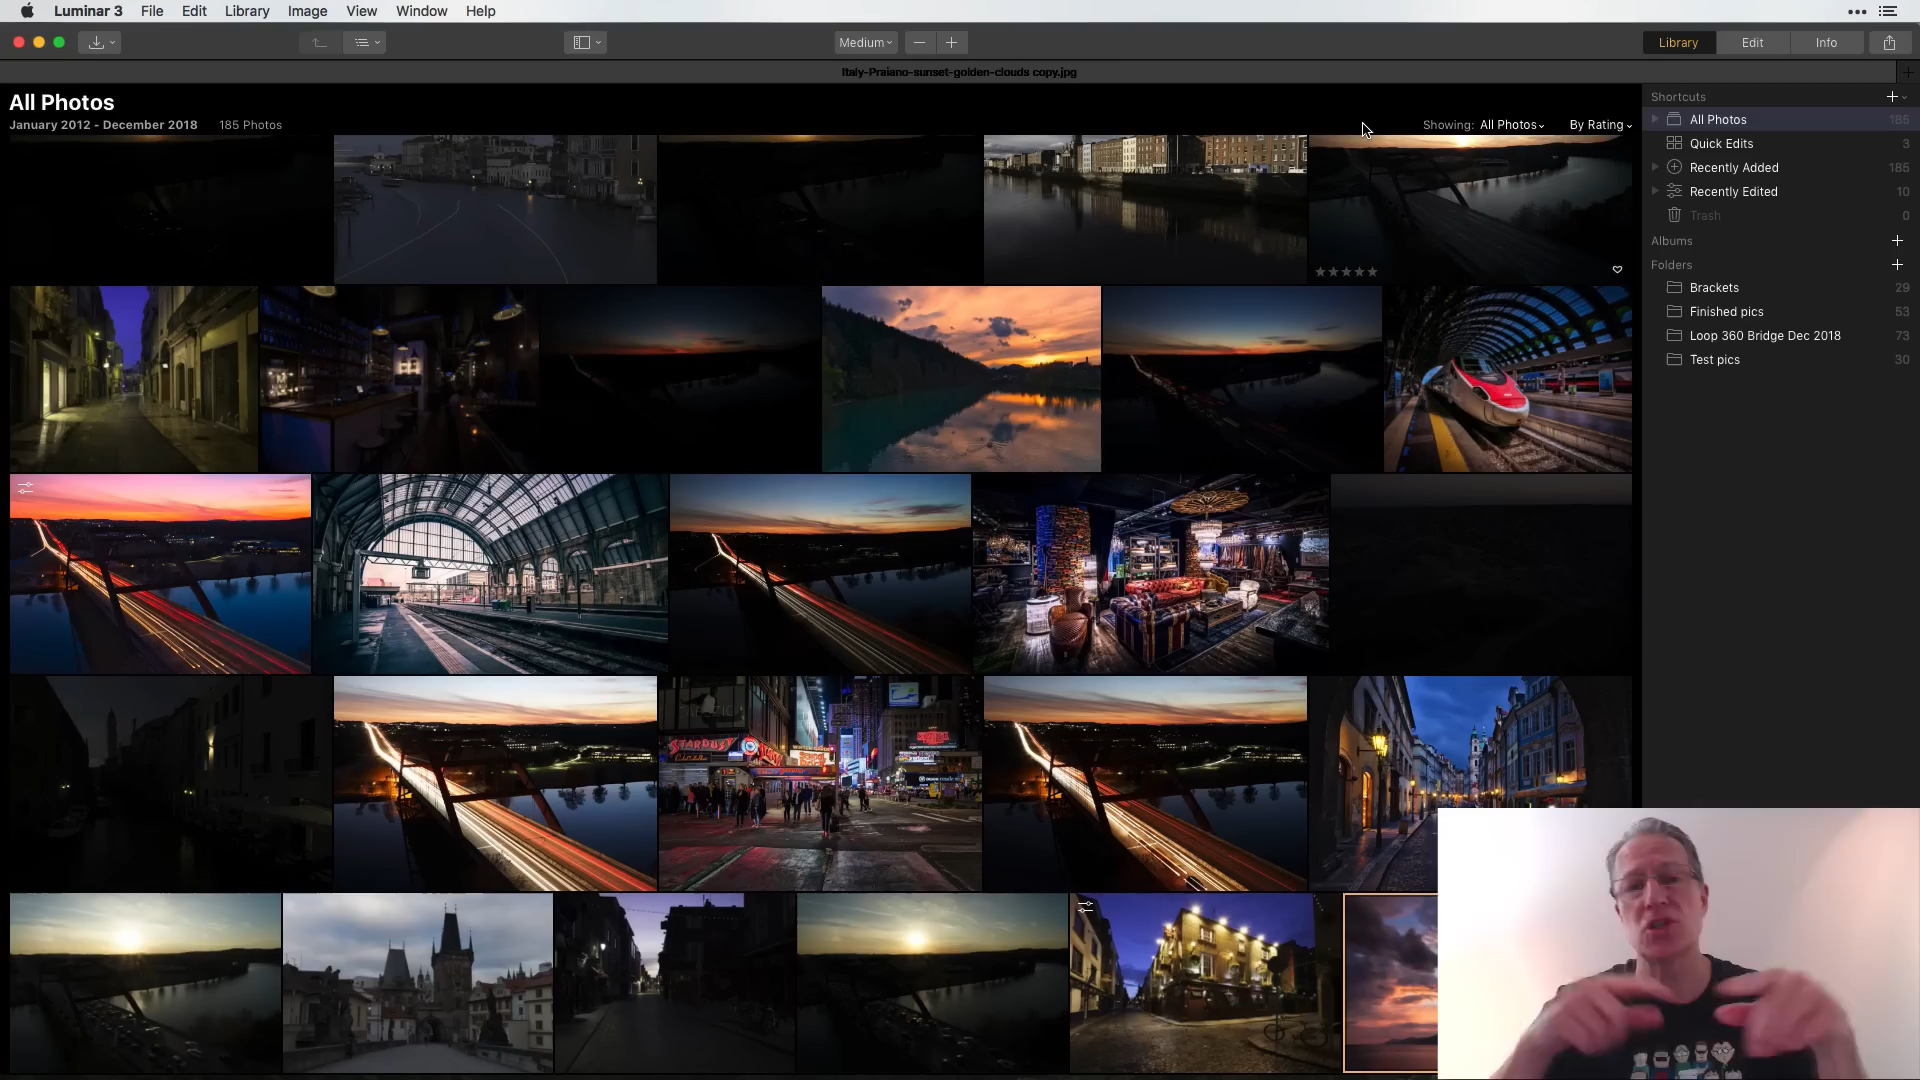 Luminar 3 File Edit Library Image View Window Help
Medium
Library Edit Info
Italy-Praiano-sunset-golden-clouds copy.jpg
All Photos
January 2012 - December 2018 185 Photos
Showing: All Photos By Rating
Shortcuts
All Photos 185
Quick Edits 3
Recently Added 185
Recently Edited 10
Trash 0
Albums
Folders
Brackets 29
Finished pics 53
Loop 360 Bridge Dec 2018 73
Test pics 30
STARDUST